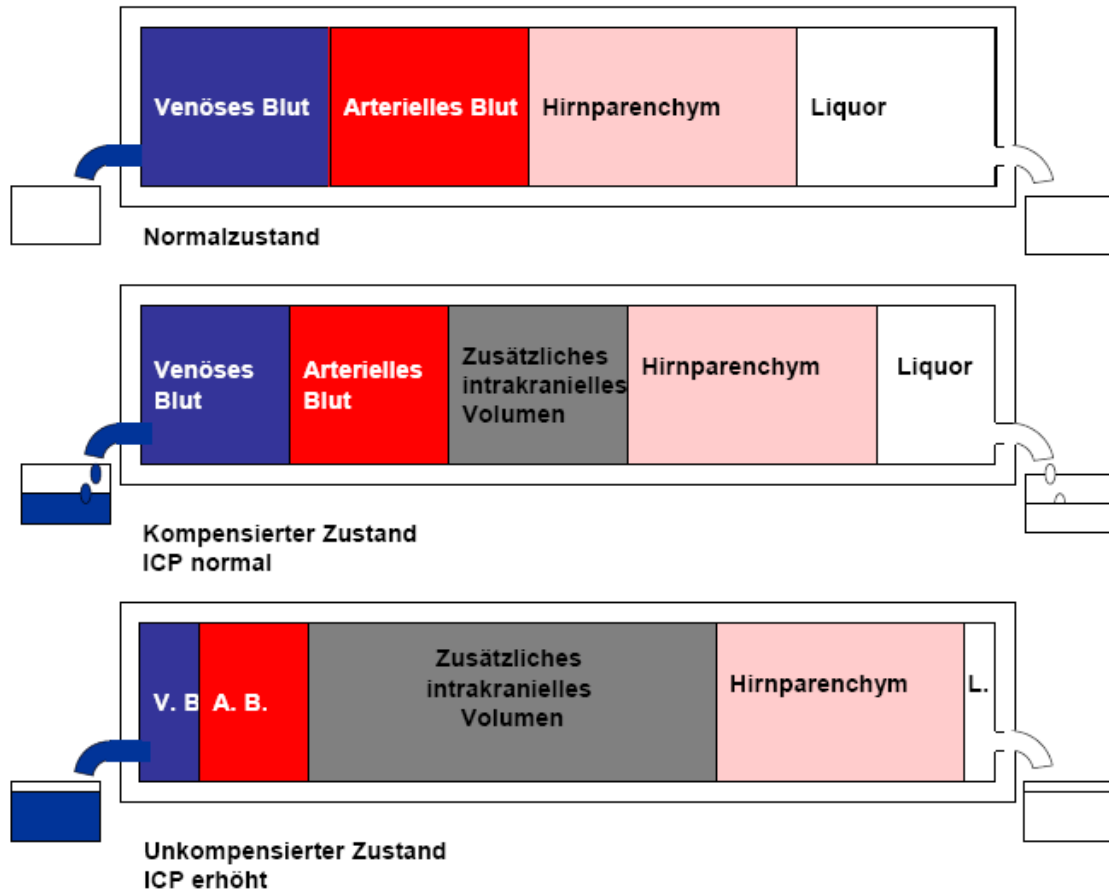 Venöses Blut
Arterielles Blut
Hirnparenchym
Liquor
Normalzustand
Venöses
Blut
Arterielles
Blut
Zusätzliches
intrakranielles
Volumen
Hirnparenchym
Liquor
Kompensierter Zustand
ICP normal
V. B
A. B.
Zusätzliches
intrakranielles
Volumen
Hirnparenchym
L.
Unkompensierter Zustand
ICP erhöht